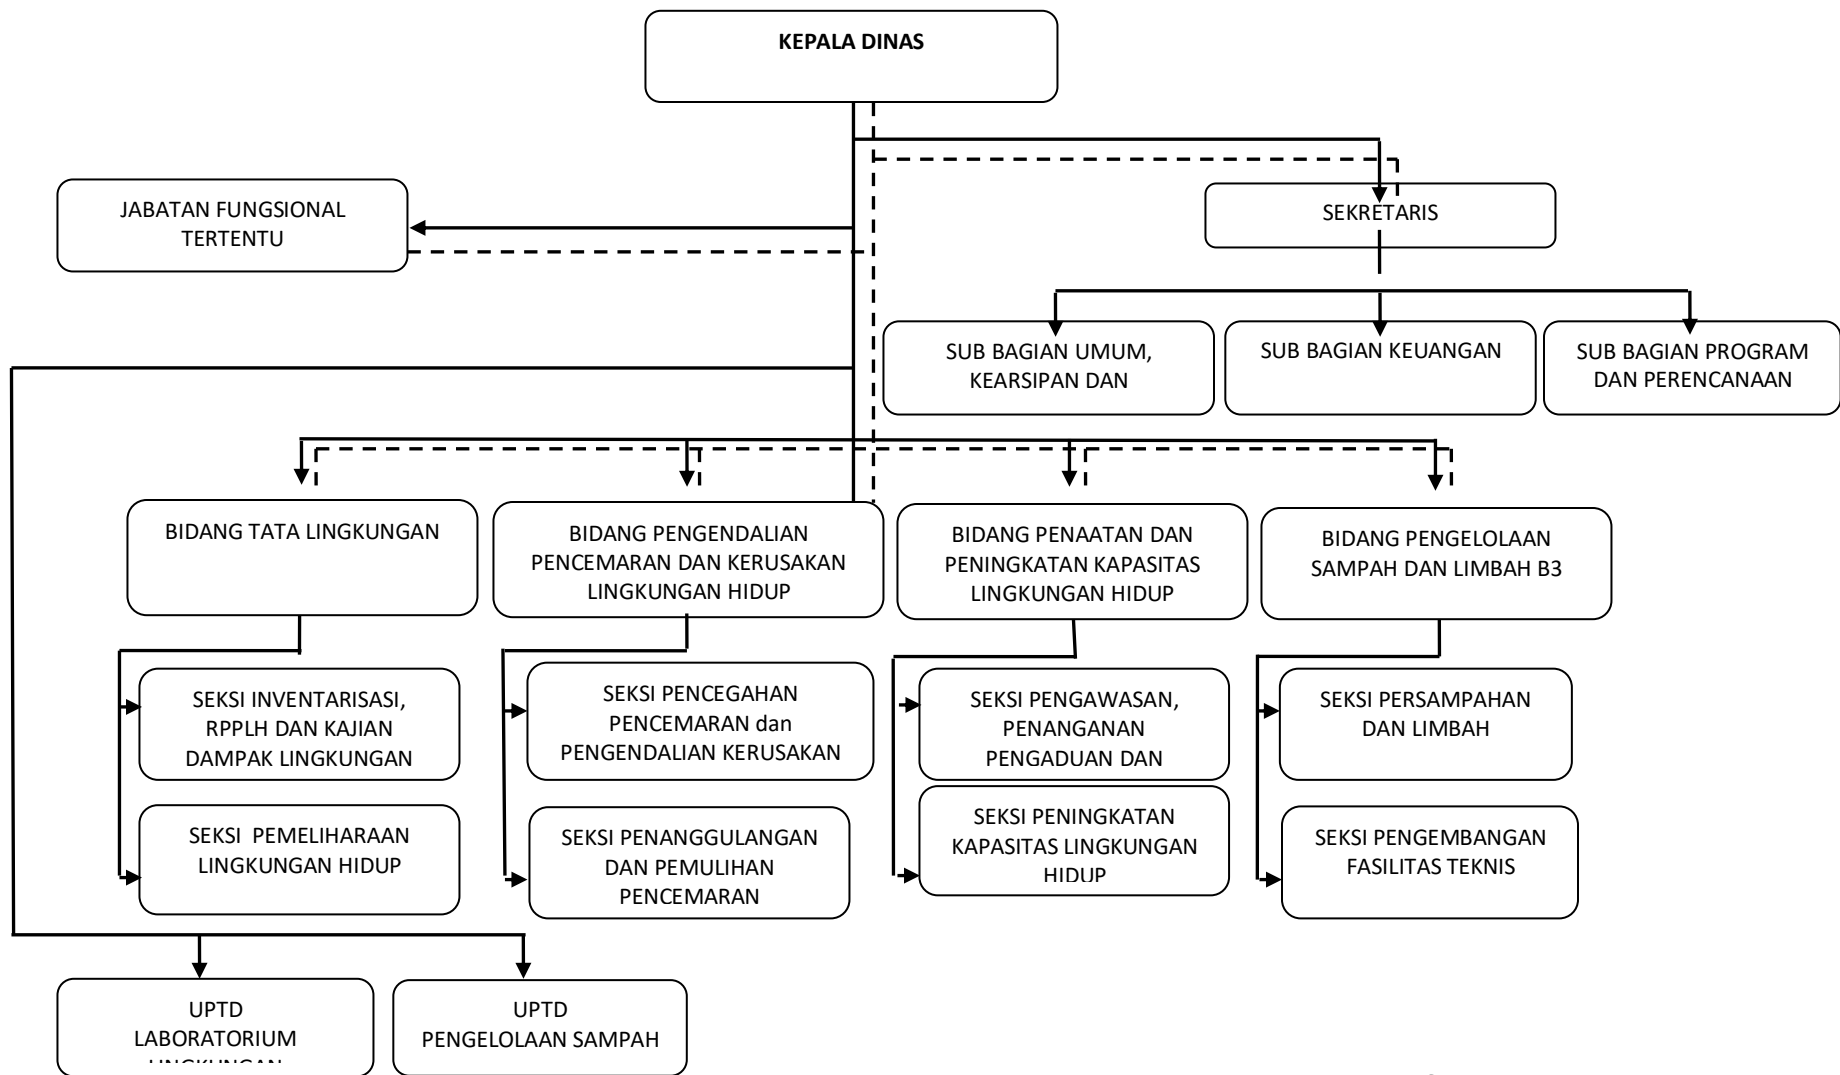 KEPALA DINAS
JABATAN FUNGSIONAL
TERTENTU
SEKRETARIS
SUB BAGIAN UMUM,
KEARSIPAN DAN
SUB BAGIAN KEUANGAN
SUB BAGIAN PROGRAM
DAN PERENCANAAN
BIDANG TATA LINGKUNGAN
BIDANG PENGENDALIAN
PENCEMARAN DAN KERUSAKAN
LINGKUNGAN HIDUP
BIDANG PENAATAN DAN
PENINGKATAN KAPASITAS
LINGKUNGAN HIDUP
BIDANG PENGELOLAAN
SAMPAH DAN LIMBAH B3
SEKSI INVENTARISASI,
RPPLH DAN KAJIAN
DAMPAK LINGKUNGAN
SEKSI PENCEGAHAN
PENCEMARAN dan
PENGENDALIAN KERUSAKAN
SEKSI PENGAWASAN,
PENANGANAN
PENGADUAN DAN
SEKSI PERSAMPAHAN
DAN LIMBAH
SEKSI  PEMELIHARAAN
LINGKUNGAN HIDUP
SEKSI PENANGGULANGAN
DAN PEMULIHAN
PENCEMARAN
SEKSI PENINGKATAN
KAPASITAS LINGKUNGAN
HIDUP
SEKSI PENGEMBANGAN
FASILITAS TEKNIS
UPTD
LABORATORIUM
LINGKUNGAN
UPTD
PENGELOLAAN SAMPAH